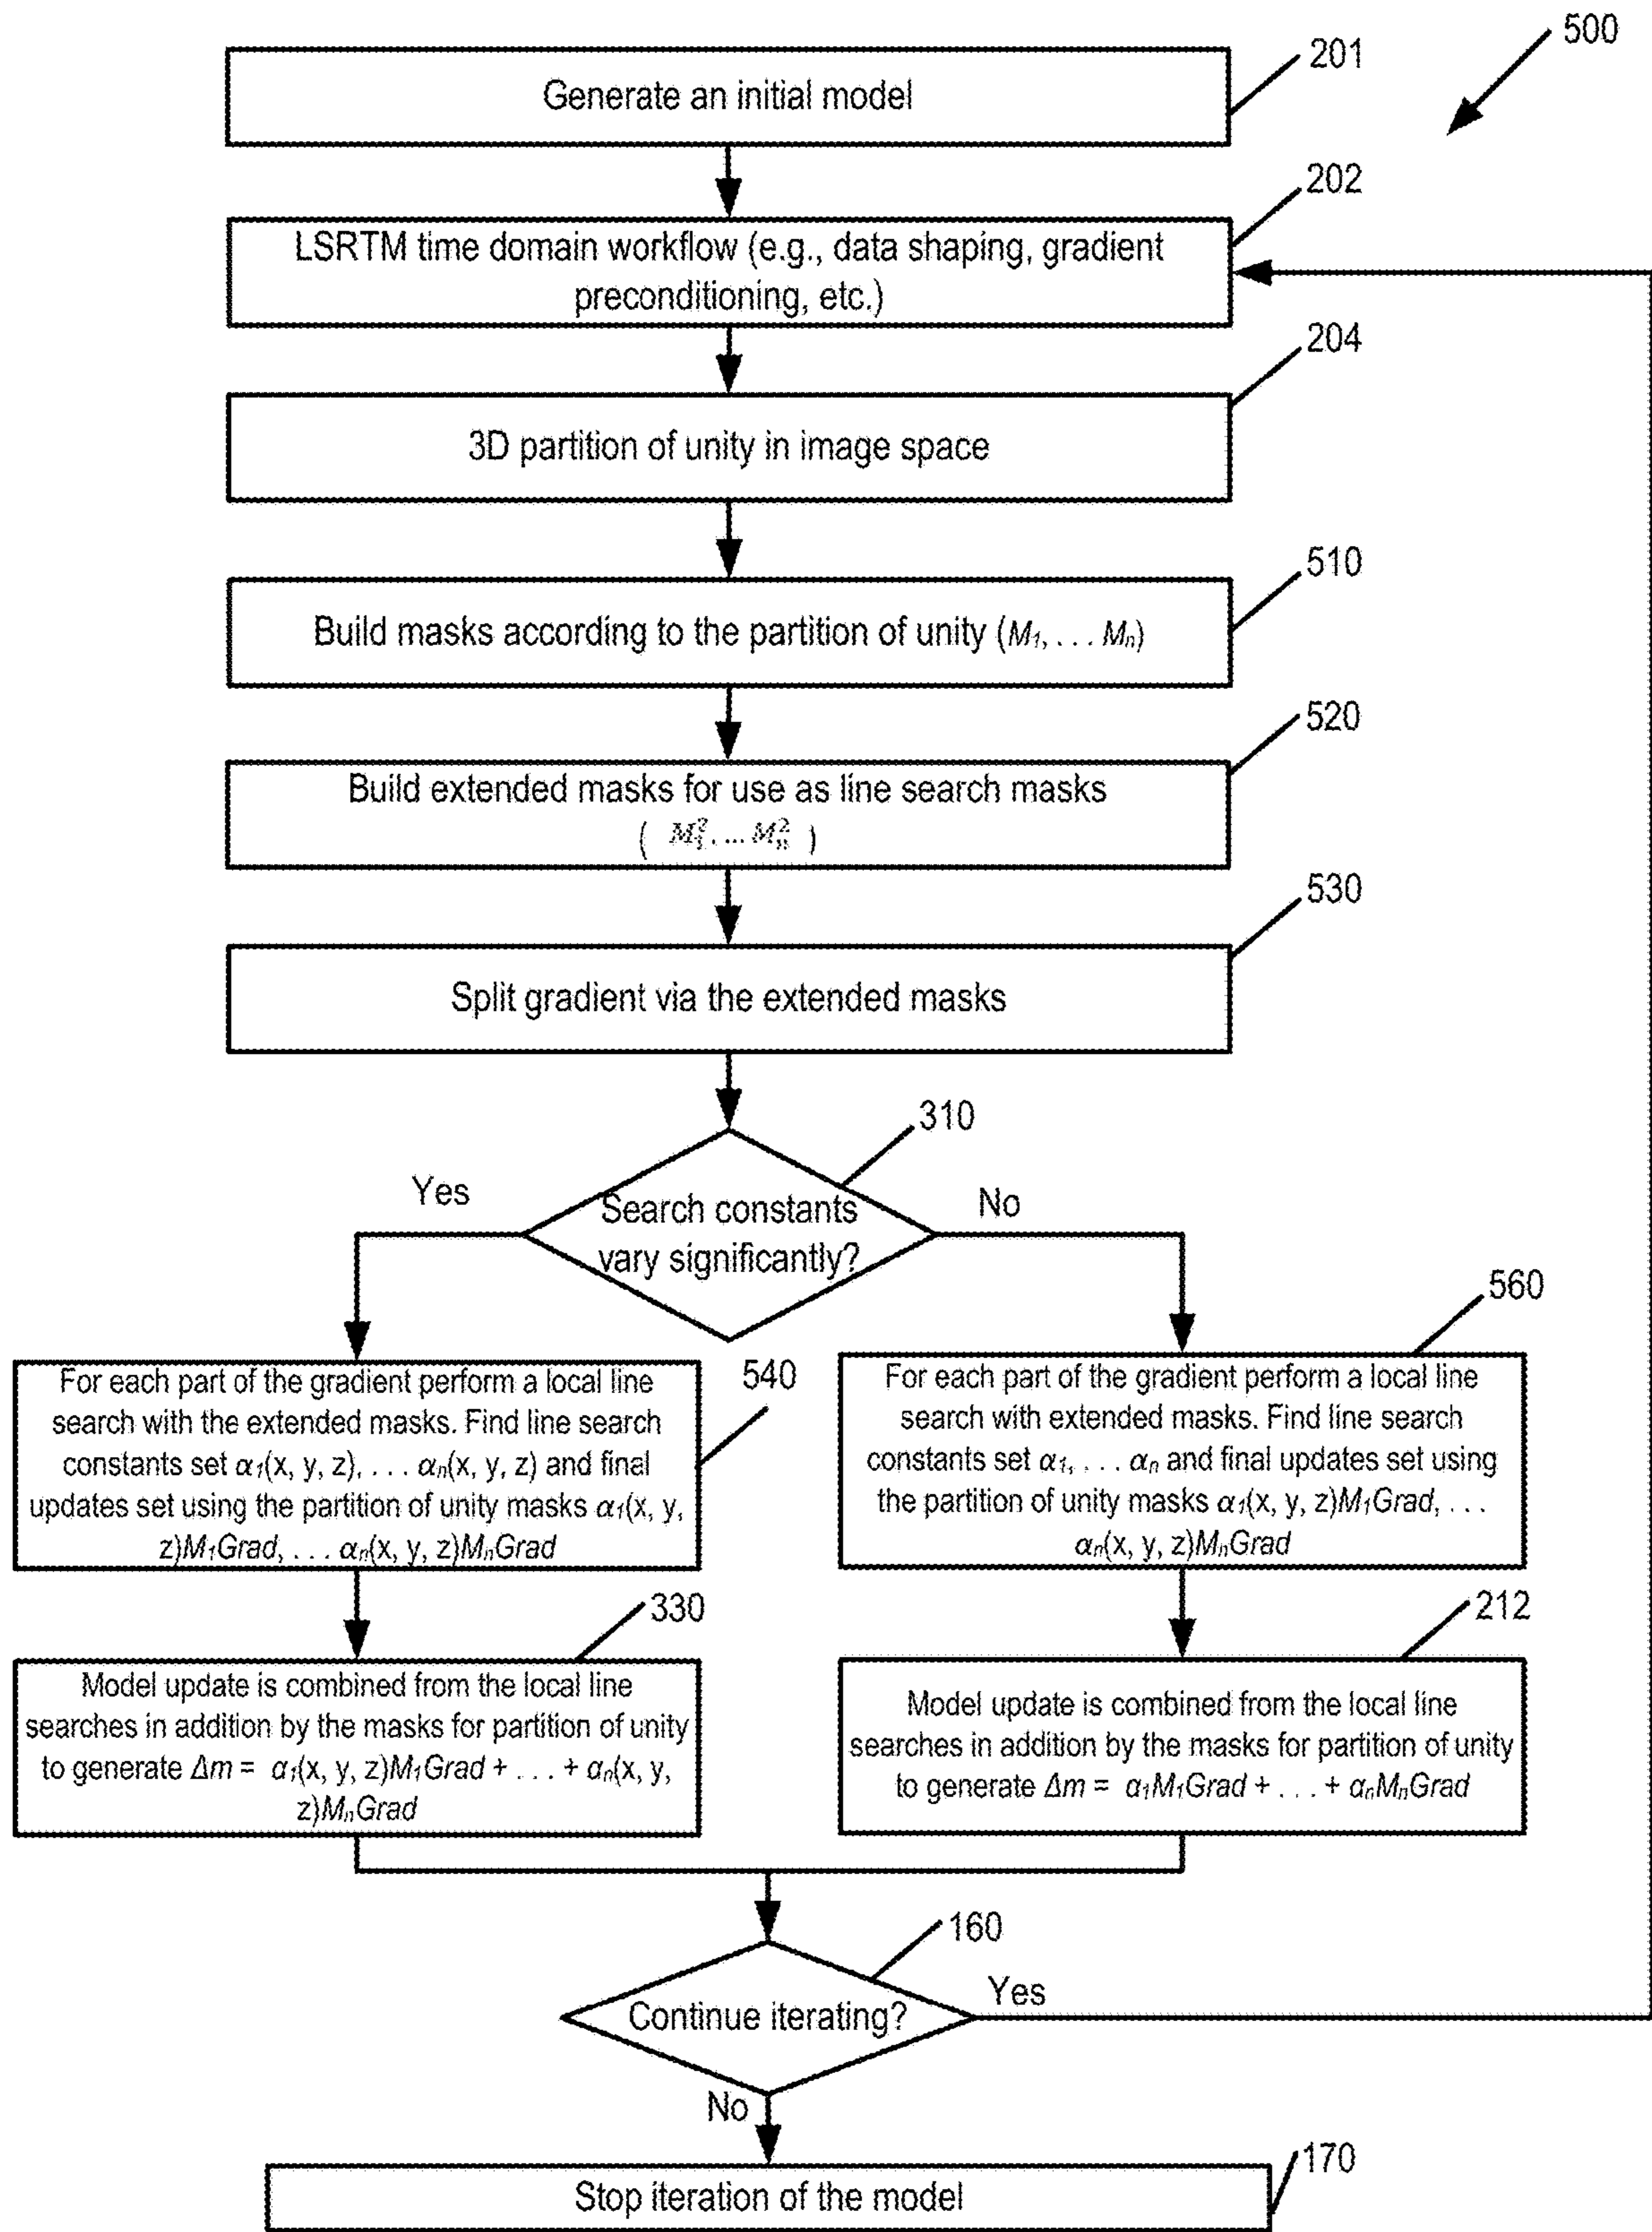 500
201
Generate an initial model
202
LSRTM time domain workflow (e.g., data shaping, gradient
preconditioning, etc.)
204
3D partition of unity in image space
510
Build masks according to the partition of unity (M₁, . . . Mₙ)
520
Build extended masks for use as line search masks
( M₁², ... Mₙ² )
530
Split gradient via the extended masks
310
Yes
Search constants
vary significantly?
No
540
For each part of the gradient perform a local line
search with the extended masks. Find line search
constants set α₁(x, y, z), . . . αₙ(x, y, z) and final
updates set using the partition of unity masks α₁(x, y,
z)M₁Grad, . . . αₙ(x, y, z)MₙGrad
560
For each part of the gradient perform a local line
search with extended masks. Find line search
constants set α₁, . . . αₙ and final updates set using
the partition of unity masks α₁(x, y, z)M₁Grad, . . .
αₙ(x, y, z)MₙGrad
330
Model update is combined from the local line
searches in addition by the masks for partition of unity
to generate Δm = α₁(x, y, z)M₁Grad + . . . + αₙ(x, y,
z)MₙGrad
212
Model update is combined from the local line
searches in addition by the masks for partition of unity
to generate Δm = α₁M₁Grad + . . . + αₙMₙGrad
160
Continue iterating?
Yes
No
170
Stop iteration of the model